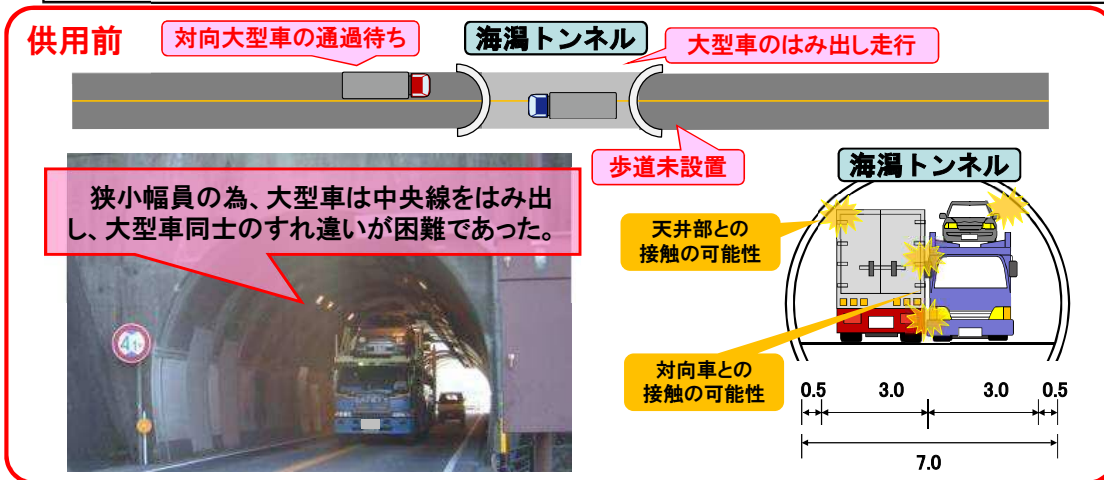 供用前
対向大型車の通過待ち
海潟トンネル
大型車のはみ出し走行
歩道未設置
狭小幅員の為、大型車は中央線をはみ出
し、大型車同士のすれ違いが困難であった。
海潟トンネル
天井部との
接触の可能性
対向車との
接触の可能性
0.5 3.0 3.0 0.5
7.0